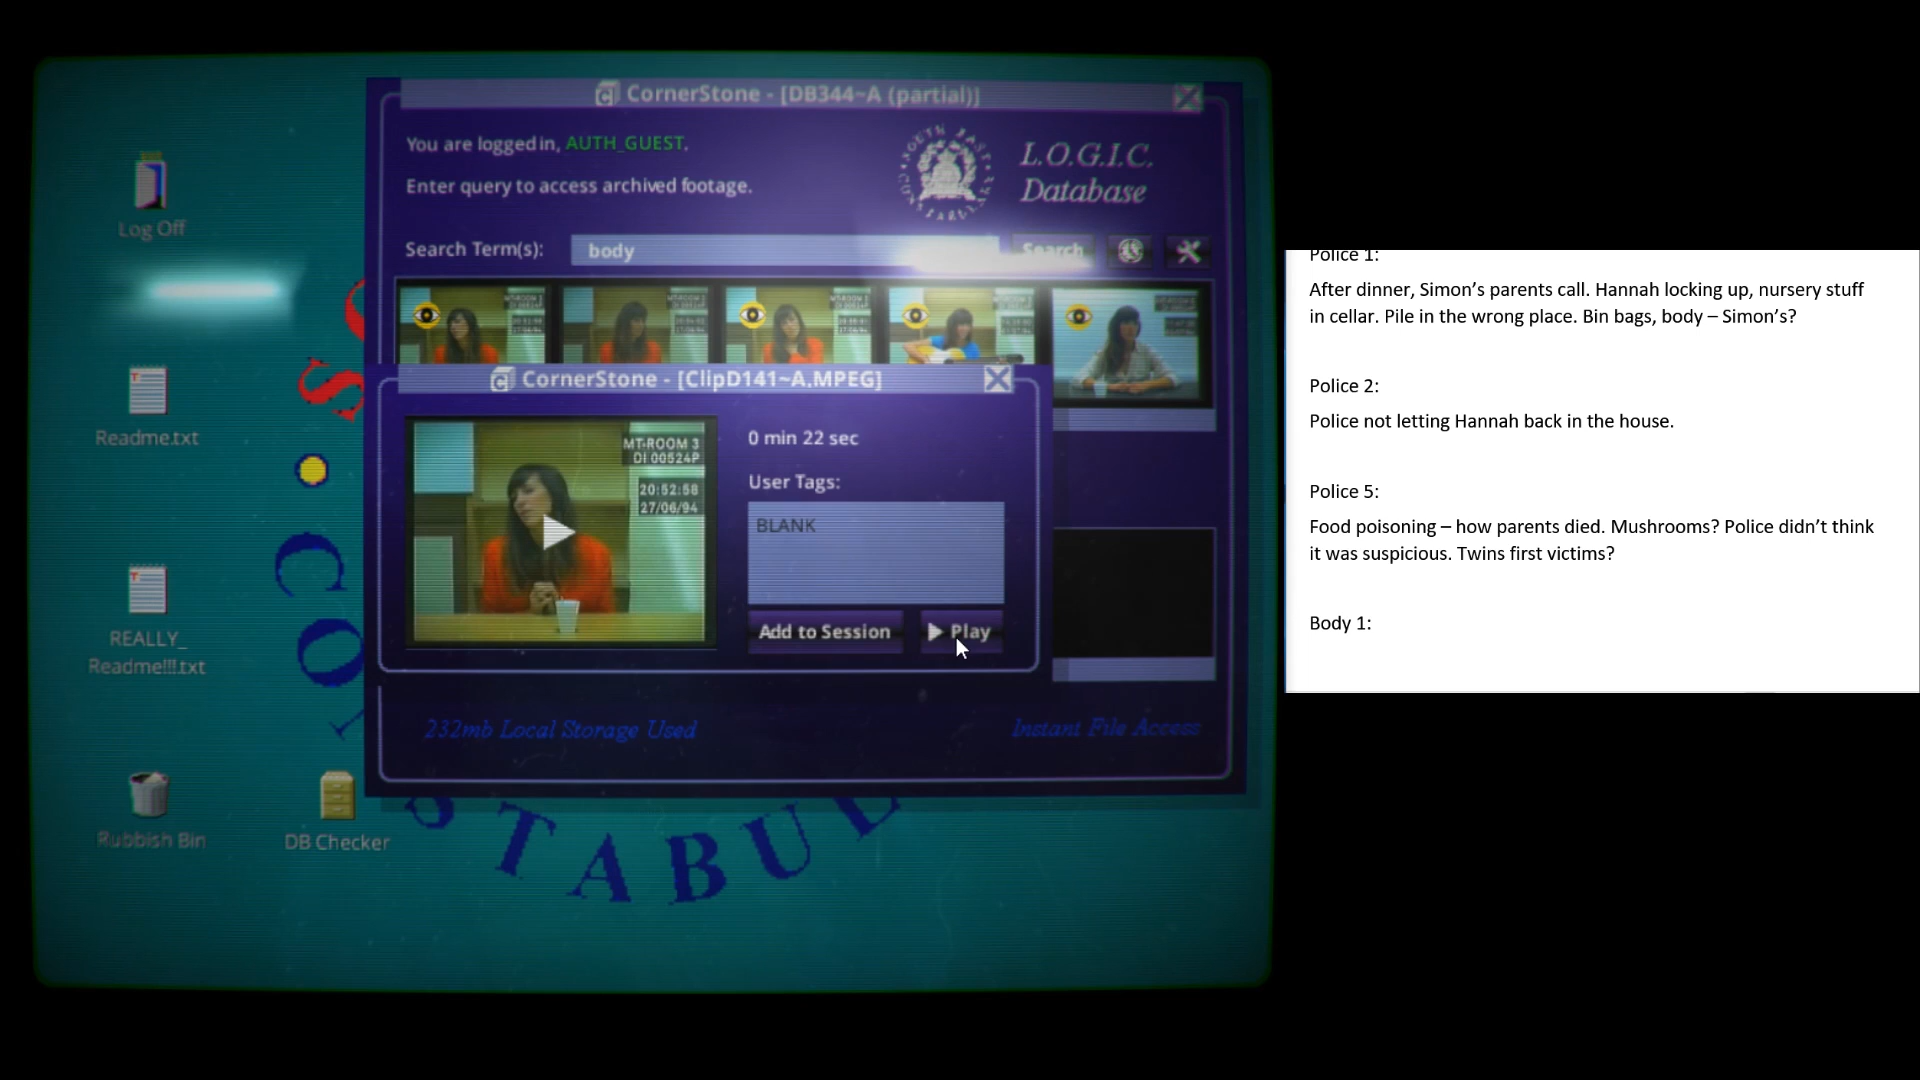 CornerStone - [DB344~A (partial)]
You are logged in, AUTH_GUEST.
Enter query to access archived footage.
SOUTH EAST
L.O.G.I.C.
Database
Search Term(s):
body
Search
Log Off
Readme.txt
REALLY_
Readme!!!.txt
Rubbish Bin
DB Checker
CornerStone - [ClipD141~A.MPEG]
MT-ROOM 3
DI 00524P
20:52:58
27/06/94
0 min 22 sec
User Tags:
BLANK
Add to Session
Play
232mb Local Storage Used
Instant File Access
S
S
C
O
S T A B U L
Police 1:
After dinner, Simon’s parents call. Hannah locking up, nursery stuff
in cellar. Pile in the wrong place. Bin bags, body – Simon’s?
Police 2:
Police not letting Hannah back in the house.
Police 5:
Food poisoning – how parents died. Mushrooms? Police didn’t think
it was suspicious. Twins first victims?
Body 1: